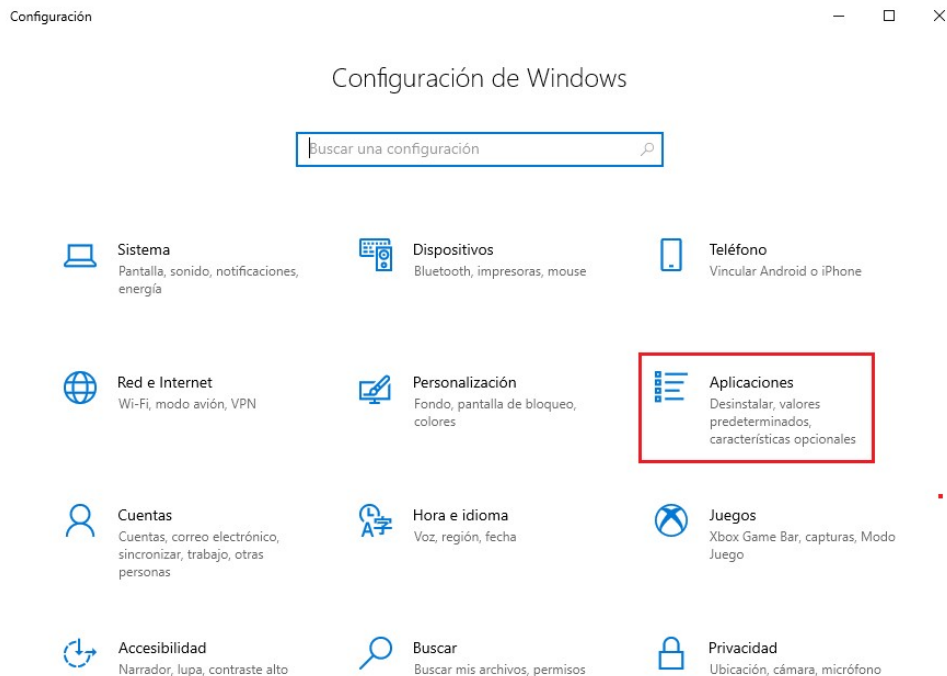 Configuración
Configuración de Windows
Buscar una configuración
Sistema
Pantalla, sonido, notificaciones,
energía
Dispositivos
Bluetooth, impresoras, mouse
Teléfono
Vincular Android o iPhone
Red e Internet
Wi-Fi, modo avión, VPN
Personalización
Fondo, pantalla de bloqueo,
colores
Aplicaciones
Desinstalar, valores
predeterminados,
características opcionales
Cuentas
Cuentas, correo electrónico,
sincronizar, trabajo, otras
personas
Hora e idioma
Voz, región, fecha
Juegos
Xbox Game Bar, capturas, Modo
Juego
Accesibilidad
Narrador, lupa, contraste alto
Buscar
Buscar mis archivos, permisos
Privacidad
Ubicación, cámara, micrófono